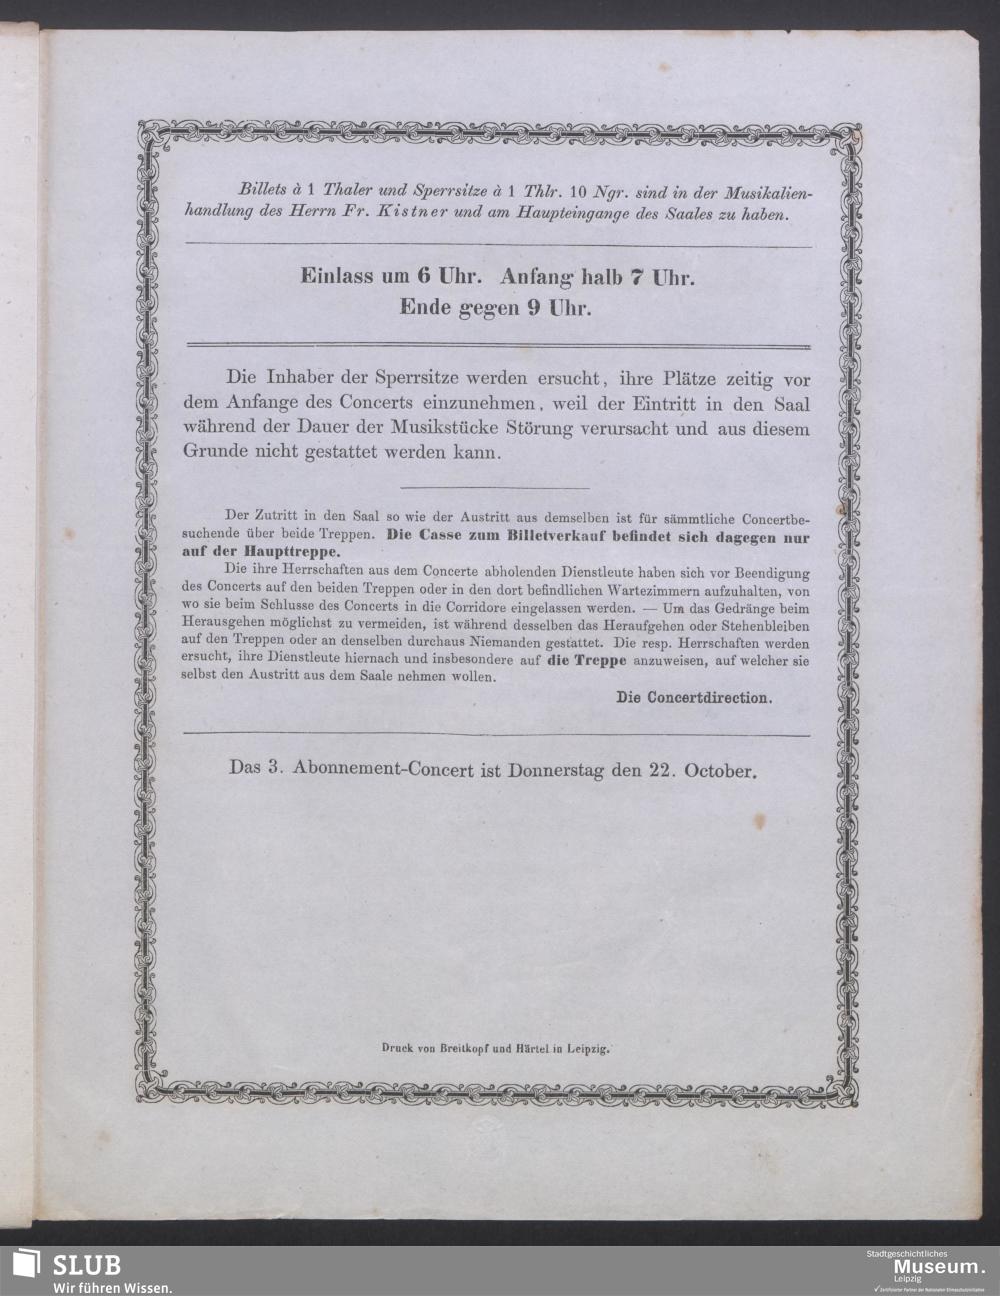 Billets à 1 Thaler und Sperrsitze à 1 Thlr. 10 Ngr. sind in der Musikalien-
handlung des Herrn Fr. Kistner und am Haupteingange des Saales zu haben.
Einlass um 6 Uhr. Anfang halb 7 Uhr.
Ende gegen 9 Uhr.
Die Inhaber der Sperrsitze werden ersucht, ihre Plätze zeitig vor
dem Anfange des Concerts einzunehmen, weil der Eintritt in den Saal
während der Dauer der Musikstücke Störung verursacht und aus diesem
Grunde nicht gestattet werden kann.
Der Zutritt in den Saal so wie der Austritt aus demselben ist für sämmtliche Concertbe-
suchende über beide Treppen. Die Casse zum Billetverkauf befindet sich dagegen nur
auf der Haupttreppe.
Die ihre Herrschaften aus dem Concerte abholenden Dienstleute haben sich vor Beendigung
des Concerts auf den beiden Treppen oder in den dort befindlichen Wartezimmern aufzuhalten, von
wo sie beim Schlusse des Concerts in die Corridore eingelassen werden. — Um das Gedränge beim
Herausgehen möglichst zu vermeiden, ist während desselben das Heraufgehen oder Stehenbleiben
auf den Treppen oder an denselben durchaus Niemanden gestattet. Die resp. Herrschaften werden
ersucht, ihre Dienstleute hiernach und insbesondere auf die Treppe anzuweisen, auf welcher sie
selbst den Austritt aus dem Saale nehmen wollen.
Die Concertdirection.
Das 3. Abonnement-Concert ist Donnerstag den 22. October.
Druck von Breitkopf und Härtel in Leipzig.
SLUB
Wir führen Wissen.
Stadtgeschichtliches
Museum.
Leipzig
Zertifizierter Partner der Nationalen Klimaschutzinitiative